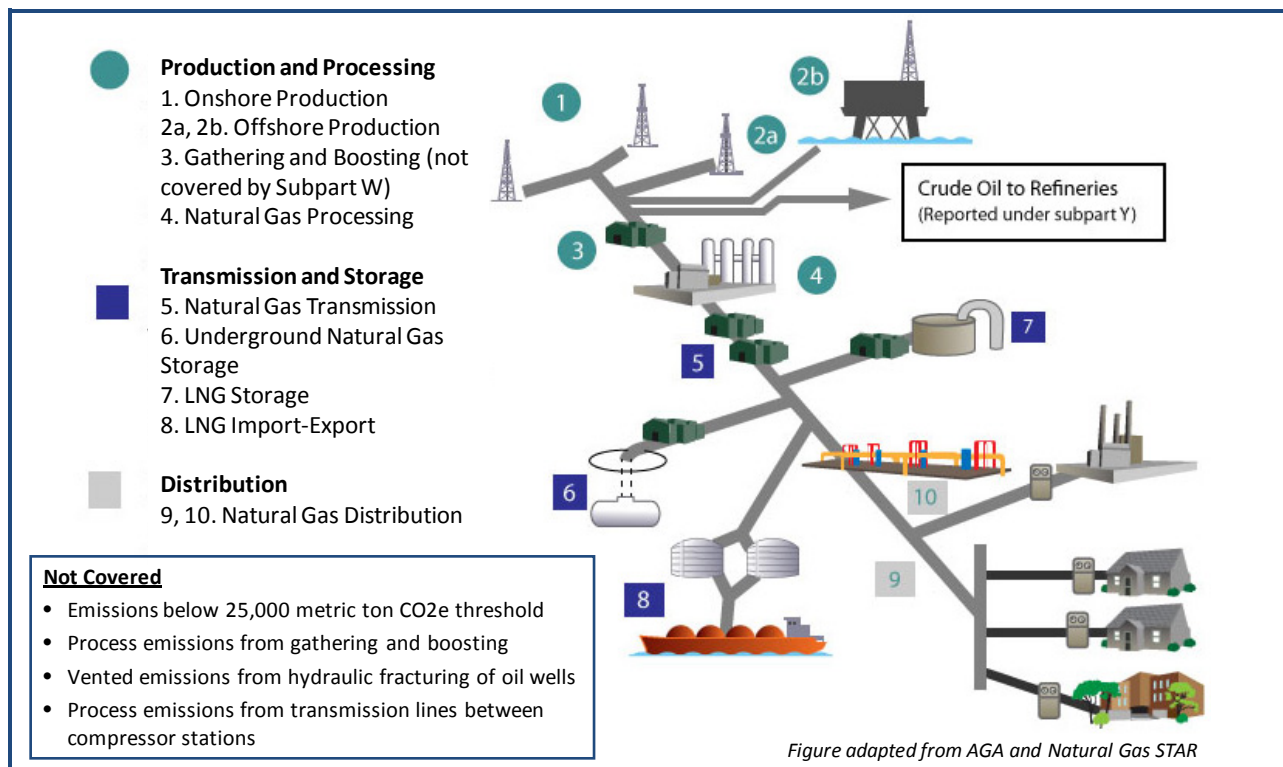 Production and Processing
1. Onshore Production
2a, 2b. Offshore Production
3. Gathering and Boosting (not
covered by Subpart W)
4. Natural Gas Processing
Transmission and Storage
5. Natural Gas Transmission
6. Underground Natural Gas
Storage
7. LNG Storage
8. LNG Import-Export
Distribution
9, 10. Natural Gas Distribution
Not Covered
• Emissions below 25,000 metric ton CO2e threshold
• Process emissions from gathering and boosting
• Vented emissions from hydraulic fracturing of oil wells
• Process emissions from transmission lines between
compressor stations
1
2a
2b
Crude Oil to Refineries
(Reported under subpart Y)
3
4
5
7
6
10
9
8
Figure adapted from AGA and Natural Gas STAR